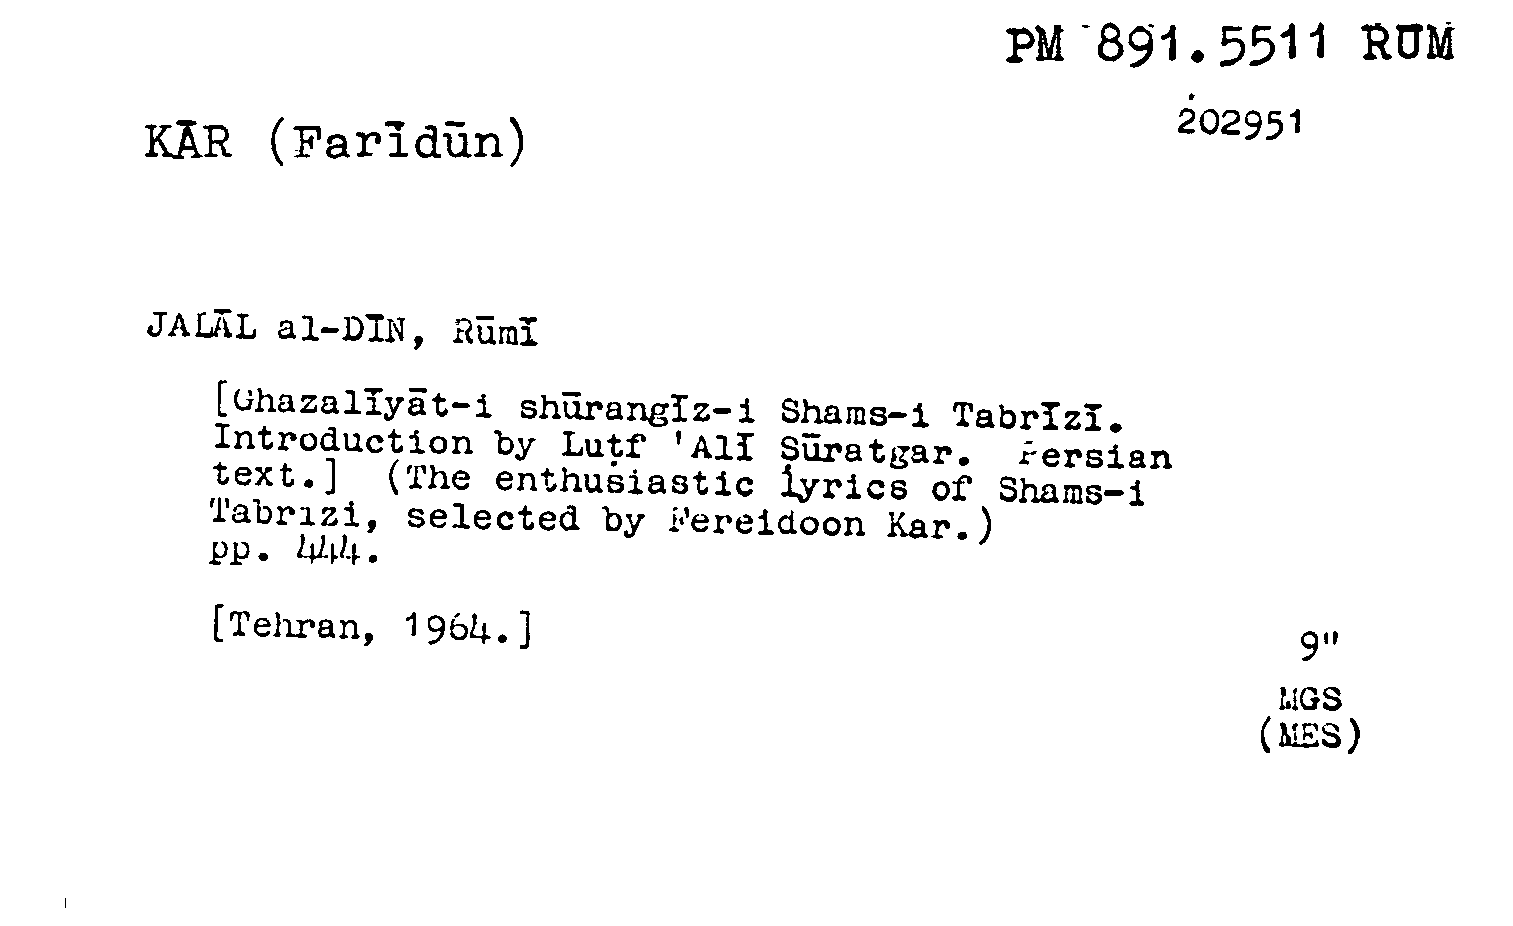 PM 891.5511 RŪM
202951
KĀR (Farīdūn)
JALĀL al-DĪN, Rūmī
[Ghazalīyāt-i shūrangīz-i Shams-i Tabrīzī.
Introduction by Luṭf 'Alī Sūratgar. Persian
text.] (The enthusiastic lyrics of Shams-i
Tabrizi, selected by Fereidoon Kar.)
pp. 444.
[Tehran, 1964.]
9"
MGS
(MES)